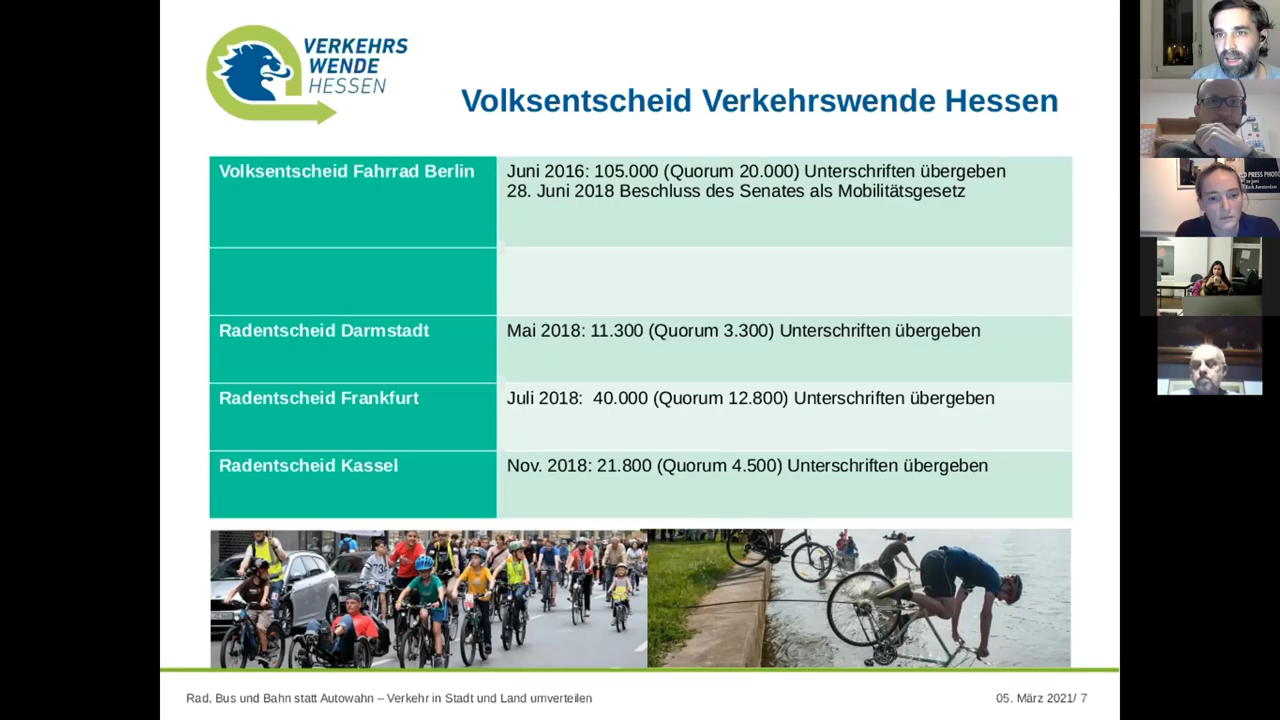 VERKEHRS
WENDE
HESSEN
Volksentscheid Verkehrswende Hessen
Volksentscheid Fahrrad Berlin
Juni 2016: 105.000 (Quorum 20.000) Unterschriften übergeben
28. Juni 2018 Beschluss des Senates als Mobilitätsgesetz
Radentscheid Darmstadt
Mai 2018: 11.300 (Quorum 3.300) Unterschriften übergeben
Radentscheid Frankfurt
Juli 2018:  40.000 (Quorum 12.800) Unterschriften übergeben
Radentscheid Kassel
Nov. 2018: 21.800 (Quorum 4.500) Unterschriften übergeben
Rad, Bus und Bahn statt Autowahn – Verkehr in Stadt und Land umverteilen
05. März 2021/ 7
PRESS PHOTO